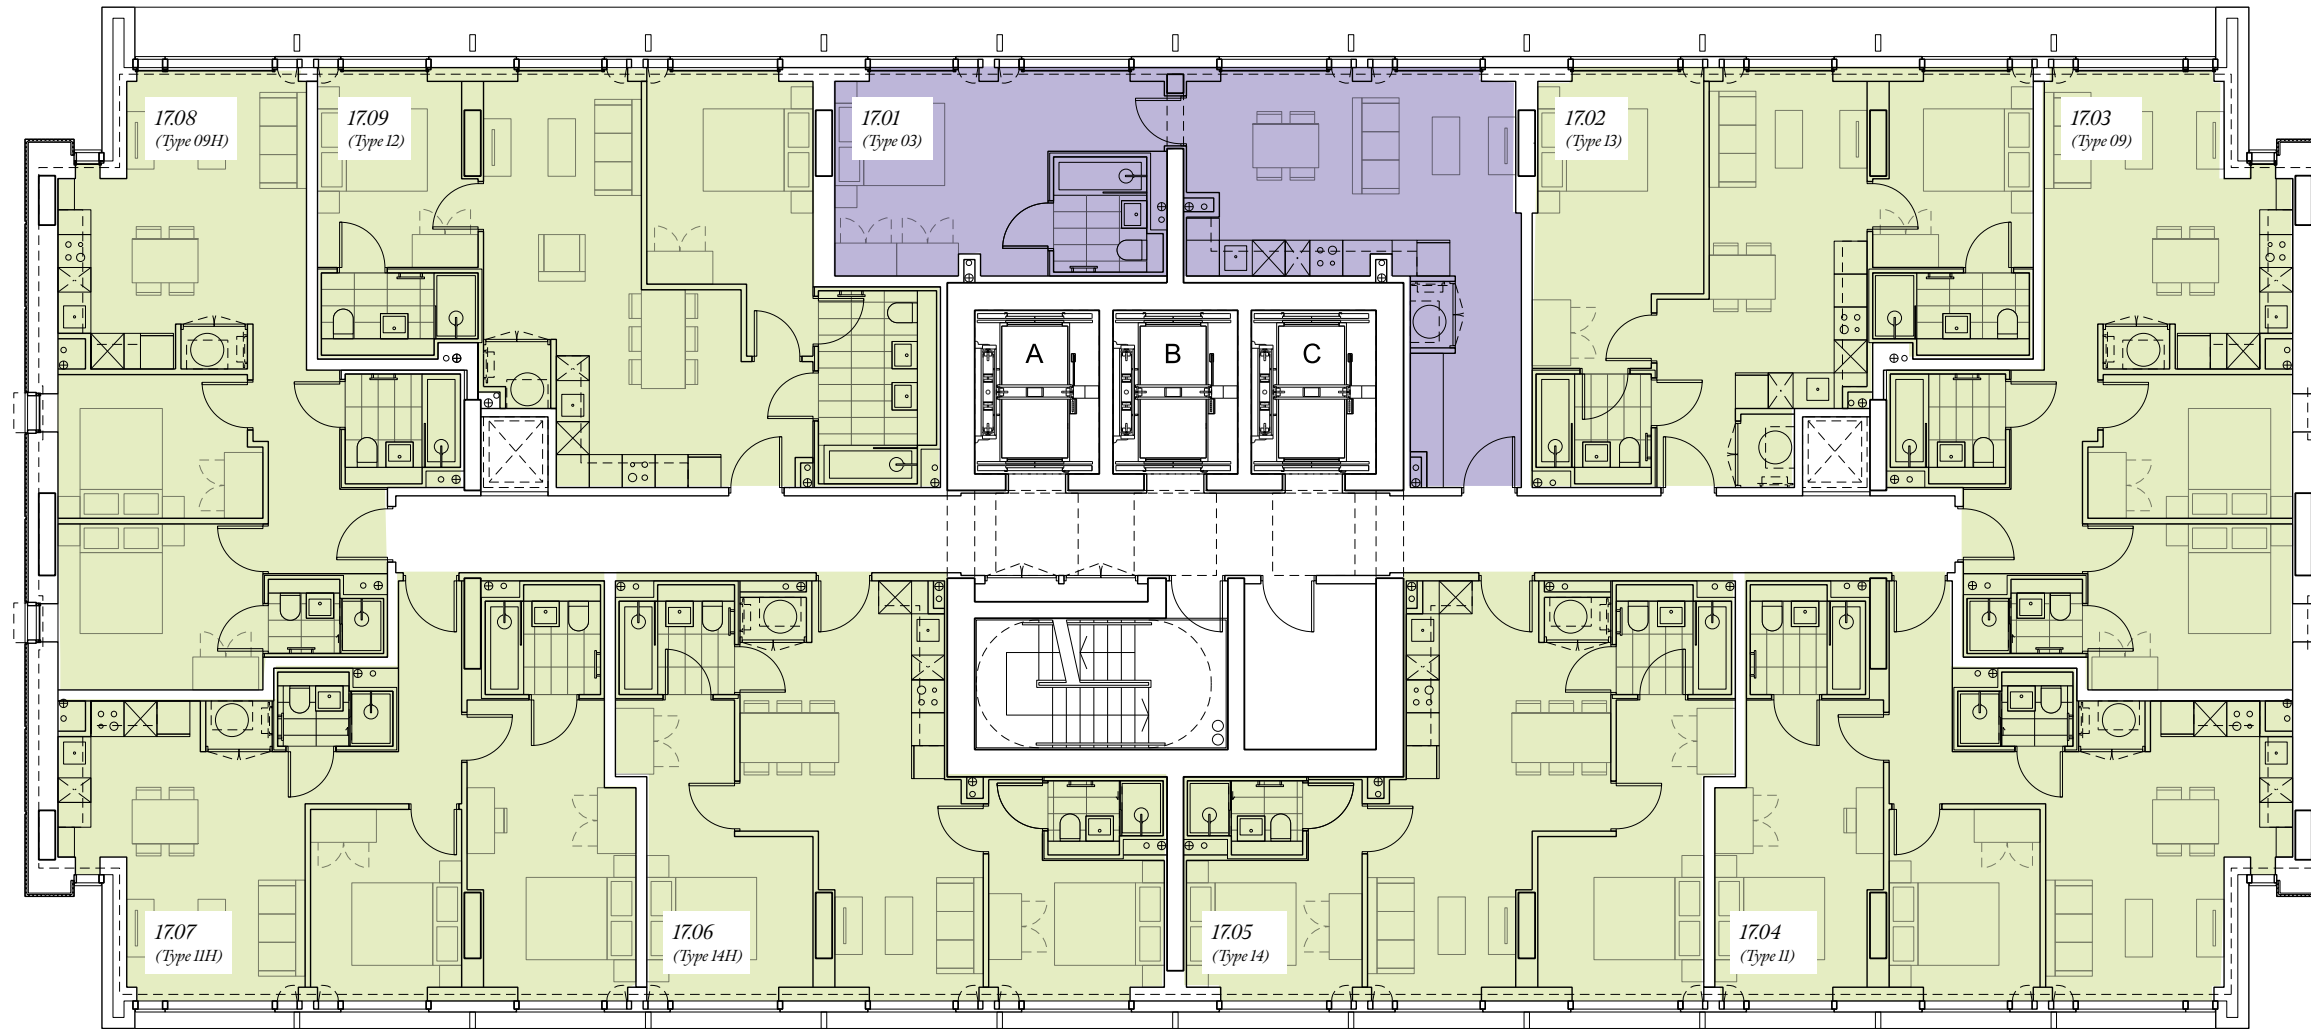 17.08
(Type 09H)
17.09
(Type 12)
17.01
(Type 03)
17.02
(Type 13)
17.03
(Type 09)
A
B
C
17.07
(Type 11H)
17.06
(Type 14H)
17.05
(Type 14)
17.04
(Type 11)